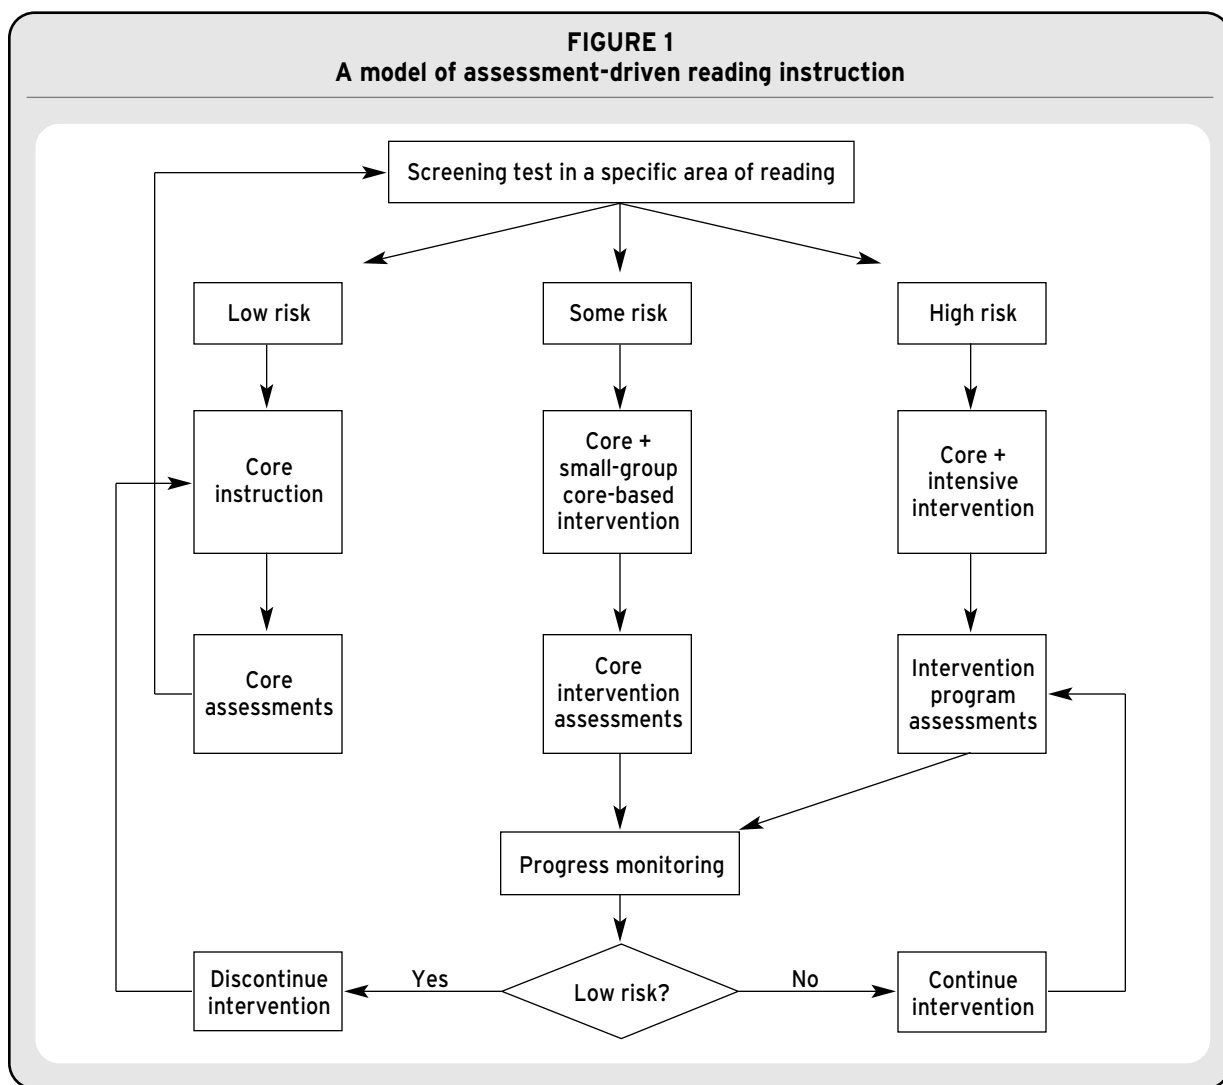 FIGURE 1
A model of assessment-driven reading instruction
Screening test in a specific area of reading
Low risk
Some risk
High risk
Core
instruction
Core +
small-group
core-based
intervention
Core +
intensive
intervention
Core
assessments
Core
intervention
assessments
Intervention
program
assessments
Progress monitoring
Discontinue
intervention
Yes
Low risk?
No
Continue
intervention